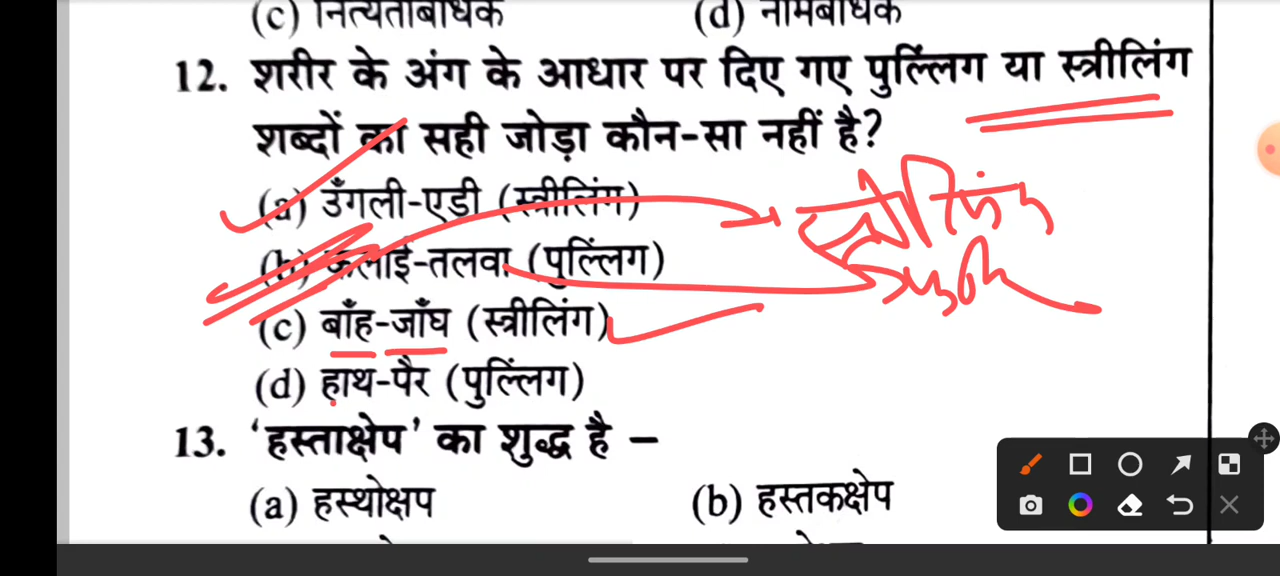 (c) नित्यताबोधक (d) नामबोधक
12. शरीर के अंग के आधार पर दिए गए पुल्लिंग या स्त्रीलिंग
शब्दों का सही जोड़ा कौन-सा नहीं है?
(a) उँगली-एडी (स्त्रीलिंग)
(b) कलाई-तलवा (पुल्लिंग)
स्त्रीलिंग
(c) बाँह-जाँघ (स्त्रीलिंग)
(d) हाथ-पैर (पुल्लिंग)
13. 'हस्ताक्षेप' का शुद्ध है –
(a) हस्थोक्षप (b) हस्तकक्षेप